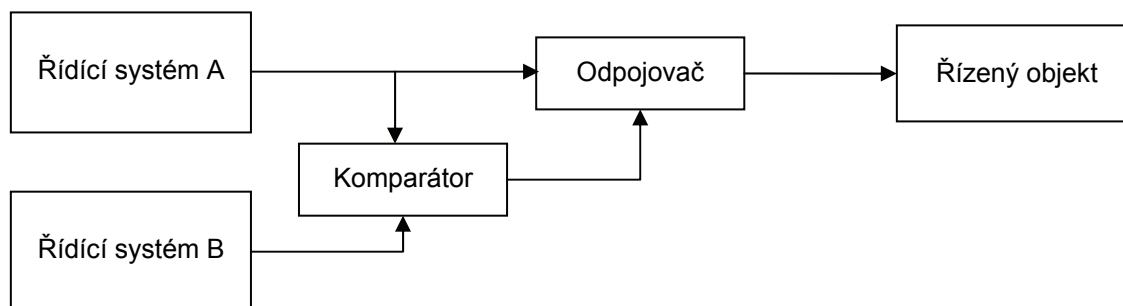 Řídící systém A
Odpojovač
Řízený objekt
Komparátor
Řídící systém B